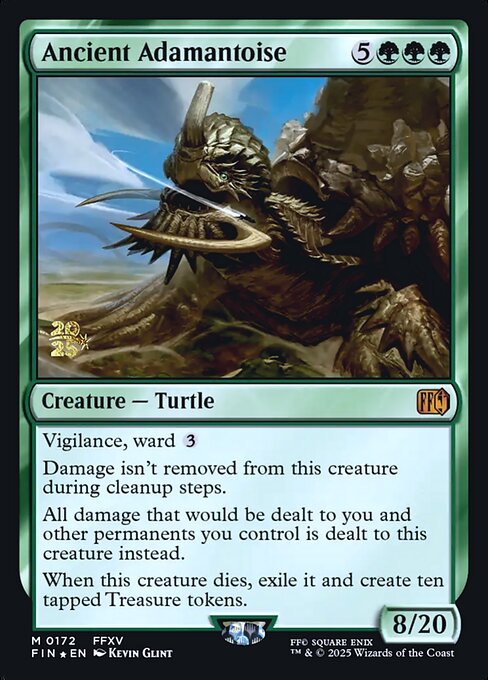 Ancient Adamantoise 5
2025
Creature — Turtle
FF
Vigilance, ward 3
Damage isn't removed from this creature
during cleanup steps.
All damage that would be dealt to you and
other permanents you control is dealt to this
creature instead.
When this creature dies, exile it and create ten
tapped Treasure tokens.
8/20
M 0172 FFXV
FIN★EN Kevin Glint
FF© SQUARE ENIX
™ & © 2025 Wizards of the Coast